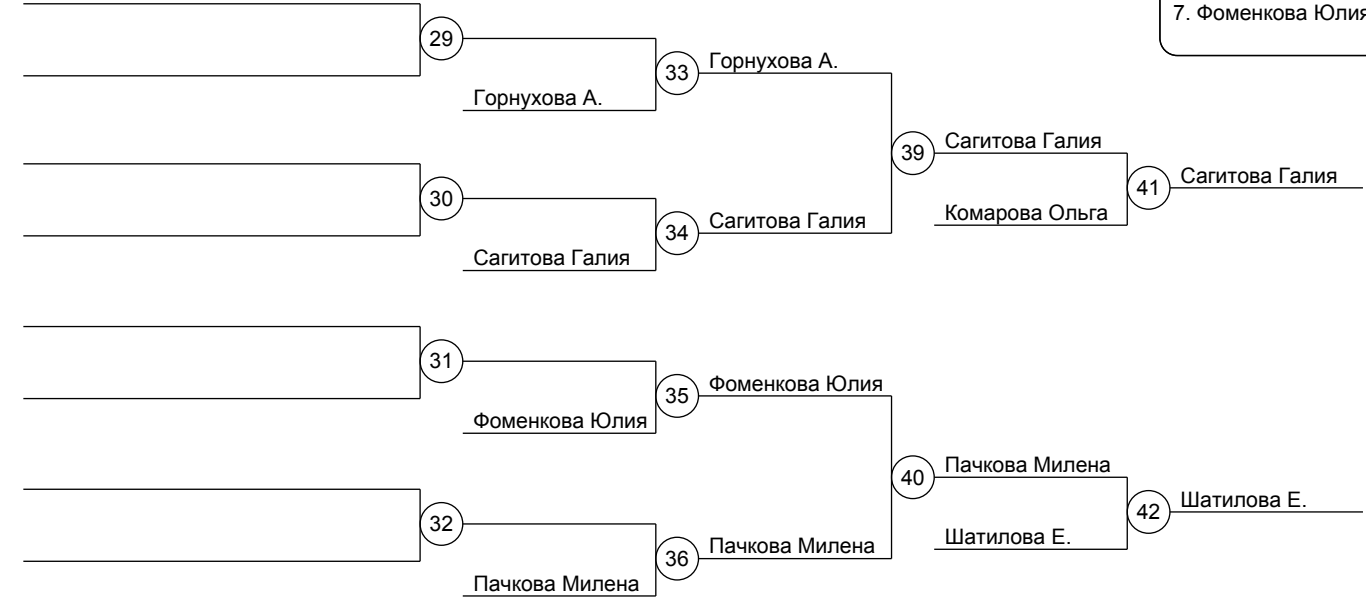 7. Фоменкова Юлия
29
33
Горнухова А.
Горнухова А.
39
Сагитова Галия
41
Сагитова Галия
30
34
Сагитова Галия
Комарова Ольга
Сагитова Галия
31
35
Фоменкова Юлия
Фоменкова Юлия
40
Пачкова Милена
42
Шатилова Е.
32
36
Пачкова Милена
Шатилова Е.
Пачкова Милена